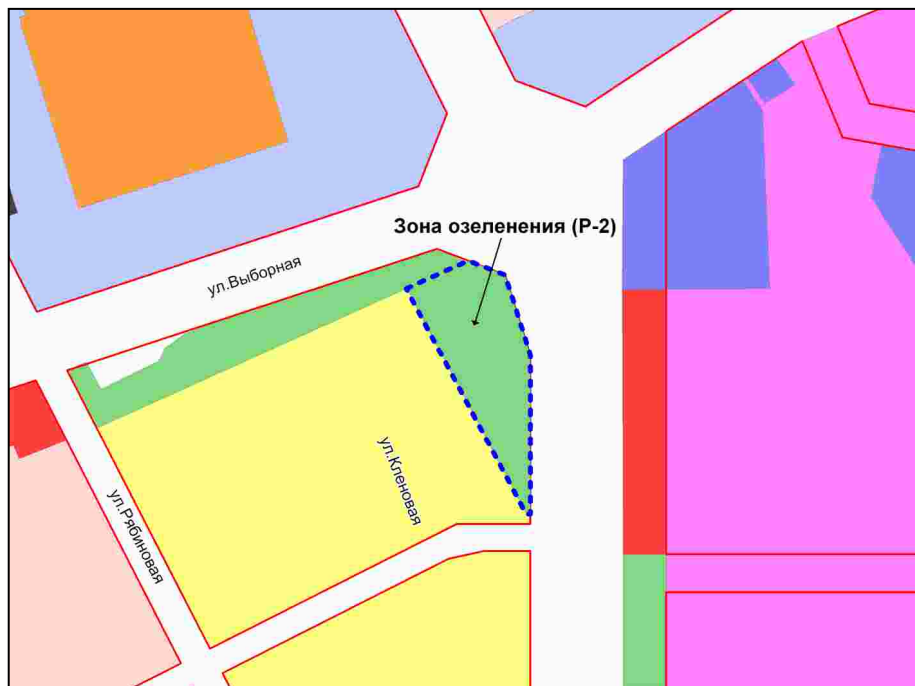 Зона озеленения (Р-2)
ул.Выборная
ул.Кленовая
ул.Рябиновая